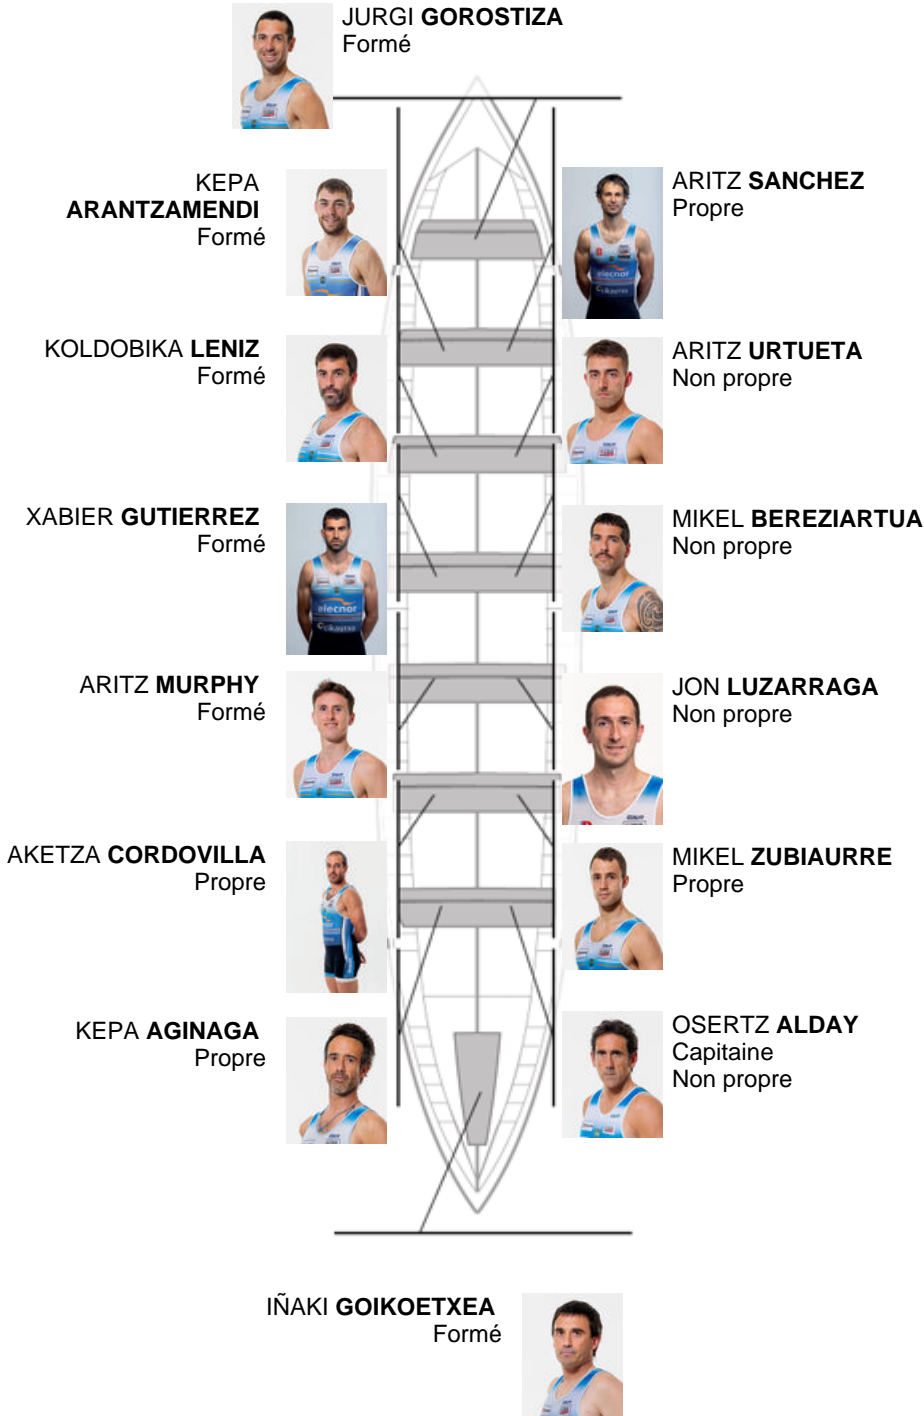 JURGI GOROSTIZA
Formé
KEPA
ARANTZAMENDI
Formé
ARITZ SANCHEZ
Propre
KOLDOBIKA LENIZ
Formé
ARITZ URTUETA
Non propre
XABIER GUTIERREZ
Formé
MIKEL BEREZIARTUA
Non propre
ARITZ MURPHY
Formé
JON LUZARRAGA
Non propre
AKETZA CORDOVILLA
Propre
MIKEL ZUBIAURRE
Propre
KEPA AGINAGA
Propre
OSERTZ ALDAY
Capitaine
Non propre
IÑAKI GOIKOETXEA
Formé
elecnor
elecnor